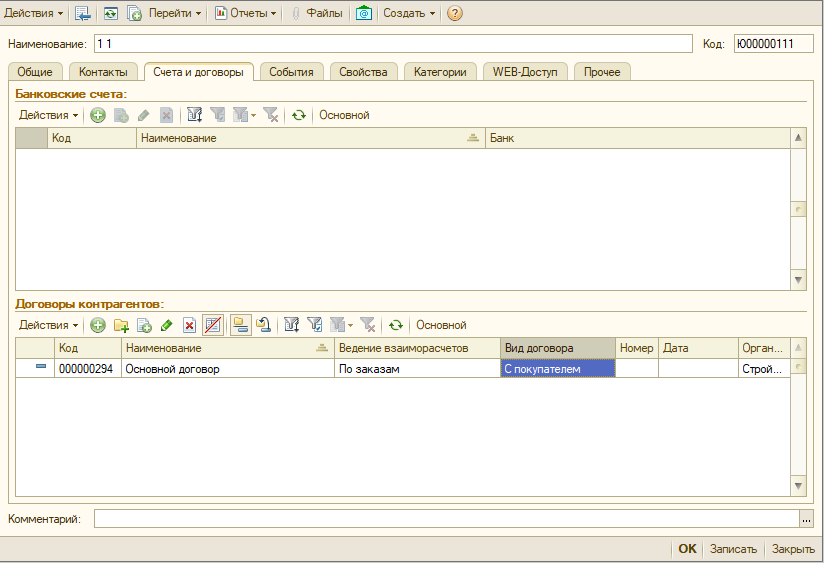 Действия Перейти Отчеты Файлы Создать ?
Наименование: 1 1 Код: Ю00000111
Общие Контакты Счета и договоры События Свойства Категории WEB-Доступ Прочее
Банковские счета:
Действия Основной
Код Наименование Банк
Договоры контрагентов:
Действия Основной
Код Наименование Ведение взаиморасчетов Вид договора Номер Дата Орган...
000000294 Основной договор По заказам С покупателем Строй...
Комментарий: ...
OK Записать Закрыть